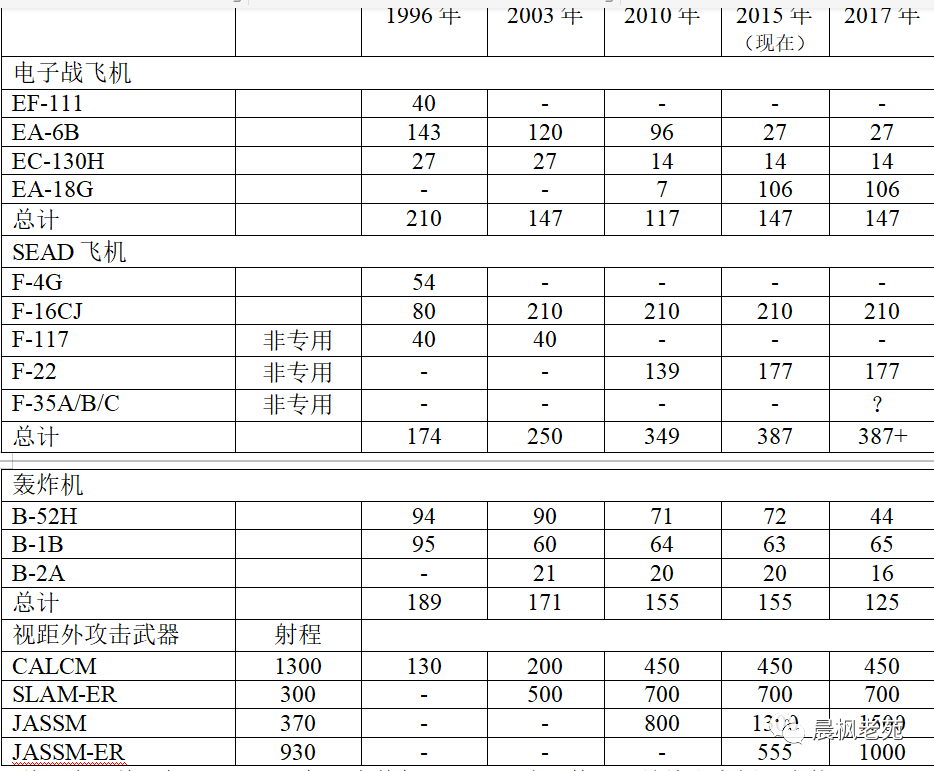 1996 年 2003 年 2010 年 2015 年 2017 年
（现在）
电子战飞机
EF-111 40 - - - -
EA-6B 143 120 96 27 27
EC-130H 27 27 14 14 14
EA-18G - - 7 106 106
总计 210 147 117 147 147
SEAD 飞机
F-4G 54 - - - -
F-16CJ 80 210 210 210 210
F-117 非专用 40 40 - - -
F-22 非专用 - - 139 177 177
F-35A/B/C 非专用 - - - - ?
总计 174 250 349 387 387+
轰炸机
B-52H 94 90 71 72 44
B-1B 95 60 64 63 65
B-2A - 21 20 20 16
总计 189 171 155 155 125
视距外攻击武器 射程
CALCM 1300 130 200 450 450 450
SLAM-ER 300 - 500 700 700 700
JASSM 370 - - 800 1500
晨枫老苑
JASSM-ER 930 - - - 555 1000